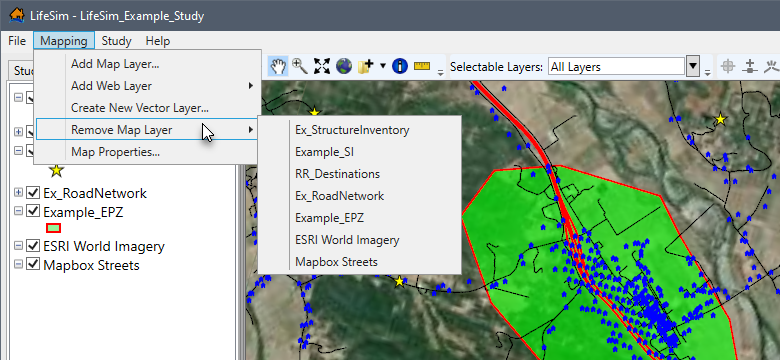 LifeSim - LifeSim_Example_Study
File Mapping Study Help
Selectable Layers: All Layers
Add Map Layer...
Add Web Layer
Create New Vector Layer...
Remove Map Layer
Map Properties...
Ex_StructureInventory
Example_SI
RR_Destinations
Ex_RoadNetwork
Example_EPZ
ESRI World Imagery
Mapbox Streets
Ex_RoadNetwork
Example_EPZ
ESRI World Imagery
Mapbox Streets